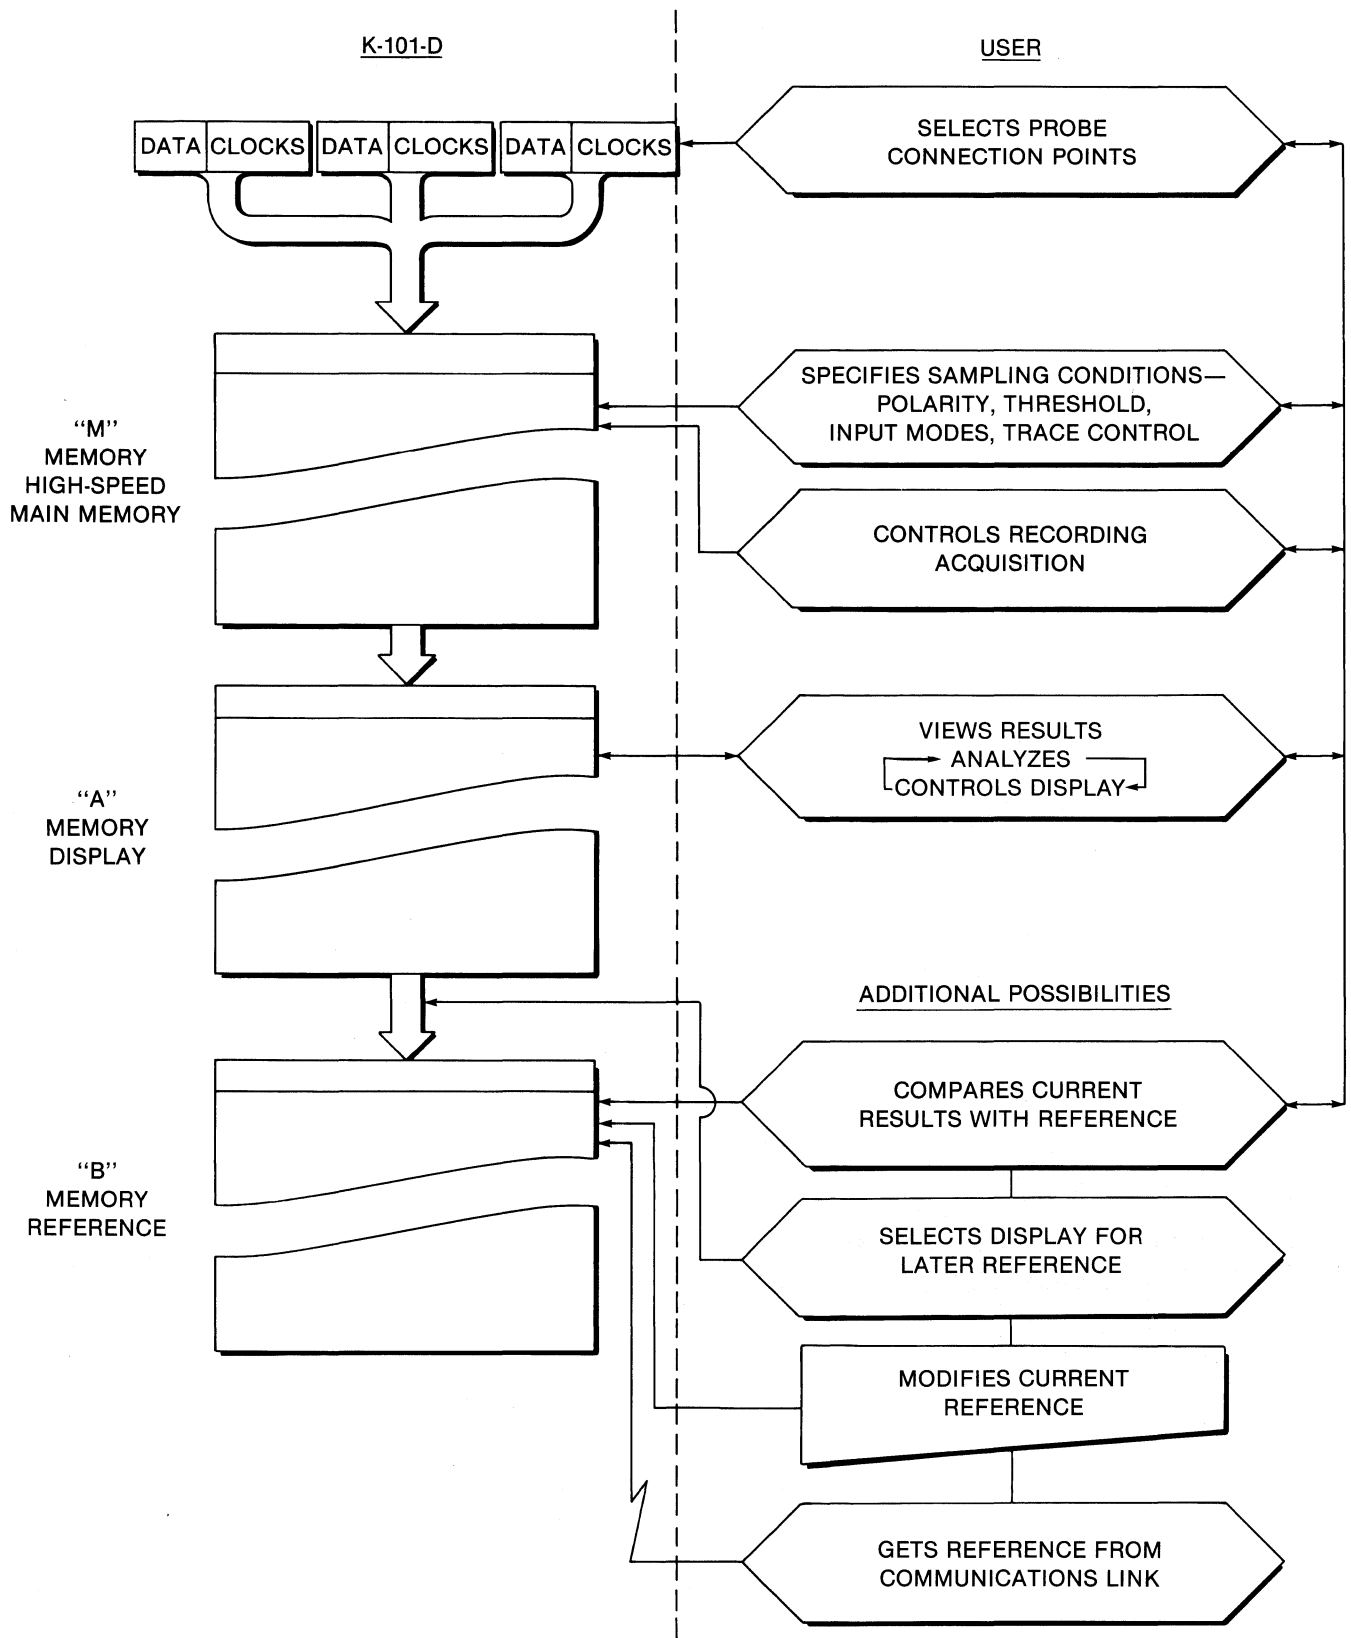 K-101-D
USER
DATA CLOCKS DATA CLOCKS DATA CLOCKS
SELECTS PROBE
CONNECTION POINTS
"M"
MEMORY
HIGH-SPEED
MAIN MEMORY
SPECIFIES SAMPLING CONDITIONS—
POLARITY, THRESHOLD,
INPUT MODES, TRACE CONTROL
CONTROLS RECORDING
ACQUISITION
"A"
MEMORY
DISPLAY
VIEWS RESULTS
ANALYZES
CONTROLS DISPLAY
ADDITIONAL POSSIBILITIES
"B"
MEMORY
REFERENCE
COMPARES CURRENT
RESULTS WITH REFERENCE
SELECTS DISPLAY FOR
LATER REFERENCE
MODIFIES CURRENT
REFERENCE
GETS REFERENCE FROM
COMMUNICATIONS LINK